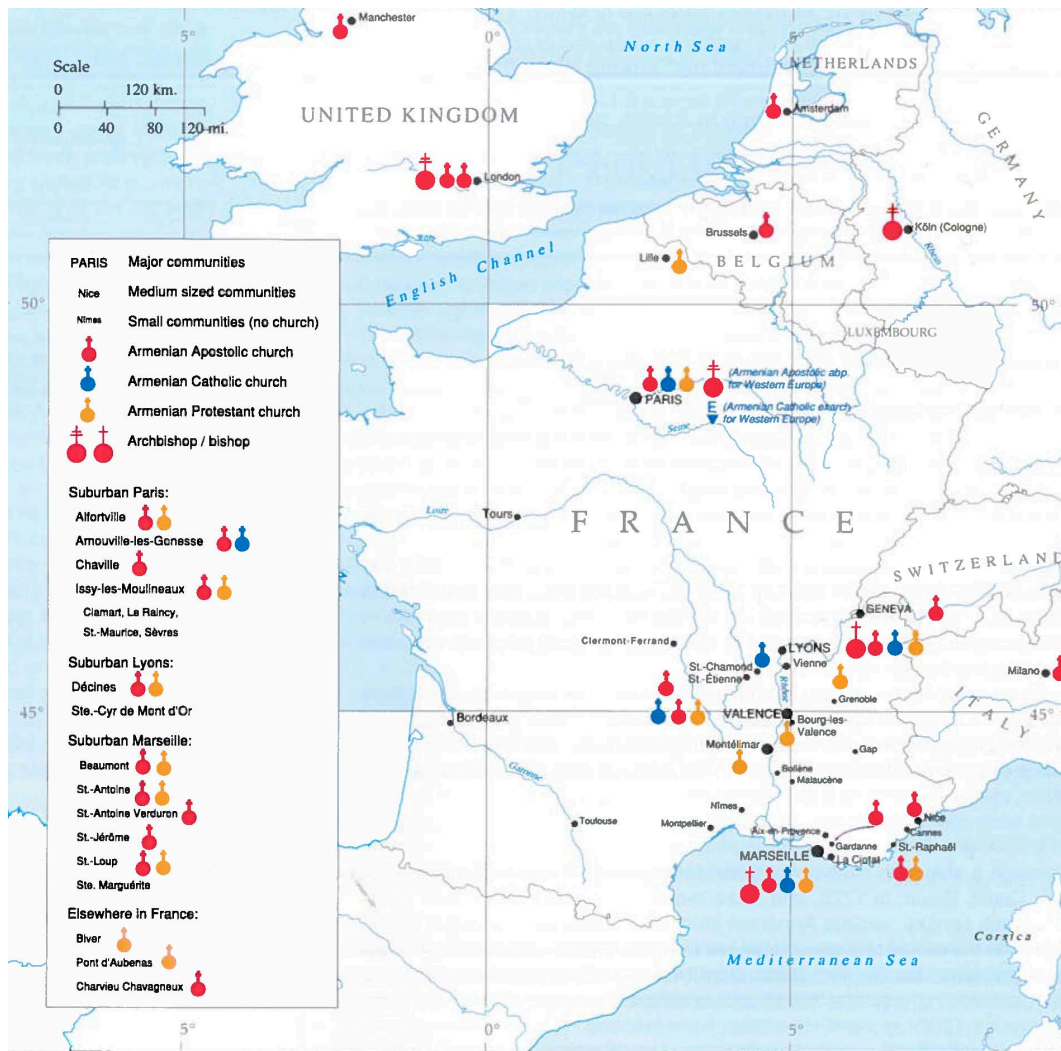 Manchester
5°
0°
North Sea
5°
NETHERLANDS
Scale
0 120 km.
0 40 80 120 mi.
UNITED KINGDOM
Amsterdam
GERMANY
London
Brussels
Köln (Cologne)
Lille
BELGIUM
Rhein
English Channel
50°
50°
LUXEMBOURG
PARIS Major communities
Nice Medium sized communities
Nîmes Small communities (no church)
Armenian Apostolic church
Armenian Catholic church
Armenian Protestant church
Archbishop / bishop
Suburban Paris:
Alfortville
Arnouville-les-Gonesse
Chaville
Issy-les-Moulineaux
Clamart, Le Raincy,
St.-Maurice, Sèvres
Suburban Lyons:
Décines
Ste.-Cyr de Mont d'Or
Suburban Marseille:
Beaumont
St.-Antoine
St.-Antoine Verduron
St.-Jérôme
St.-Loup
Ste. Marguérite
Elsewhere in France:
Biver
Pont d'Aubenas
Charvieu Chavagneux
PARIS
(Armenian Apostolic abp.
for Western Europe)
E (Armenian Catholic exarch
for Western Europe)
Seine
Loire
Tours
FRANCE
SWITZERLAND
GENEVA
Clermont-Ferrand
LYONS
Vienne
St.-Chamond
St.-Étienne
Rhône
Milano
Grenoble
ITALY
45°
45°
Bordeaux
VALENCE
Bourg-les-
Valence
Montélimar
Gap
Garonne
Bollène
Malaucène
Nîmes
Toulouse
Montpellier
Nice
Aix-en-Provence
Cannes
Gardanne
St.-Raphaël
MARSEILLE
La Ciotat
Corsica
Mediterranean Sea
5°
0°
5°